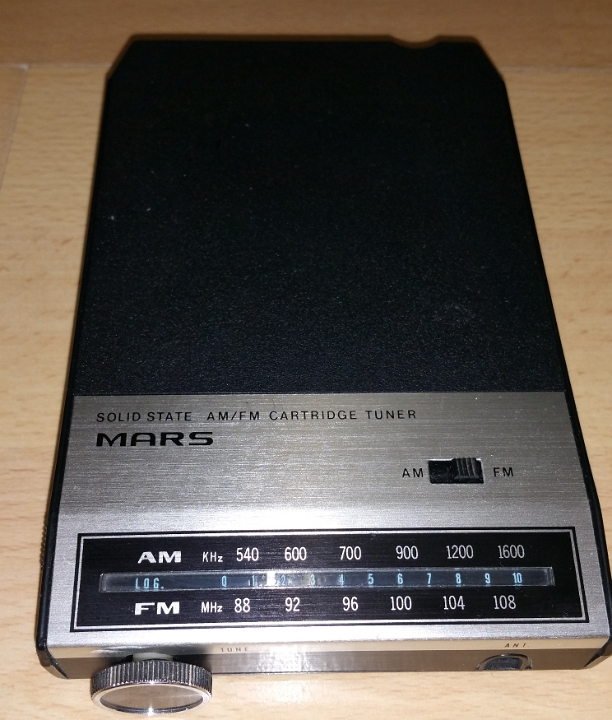 SOLID STATE AM/FM CARTRIDGE TUNER
MARS
AM FM
AM KHz 540 600 700 900 1200 1600
LOG. 0 1 2 3 4 5 6 7 8 9 10
FM MHz 88 92 96 100 104 108
TUNE ANT.